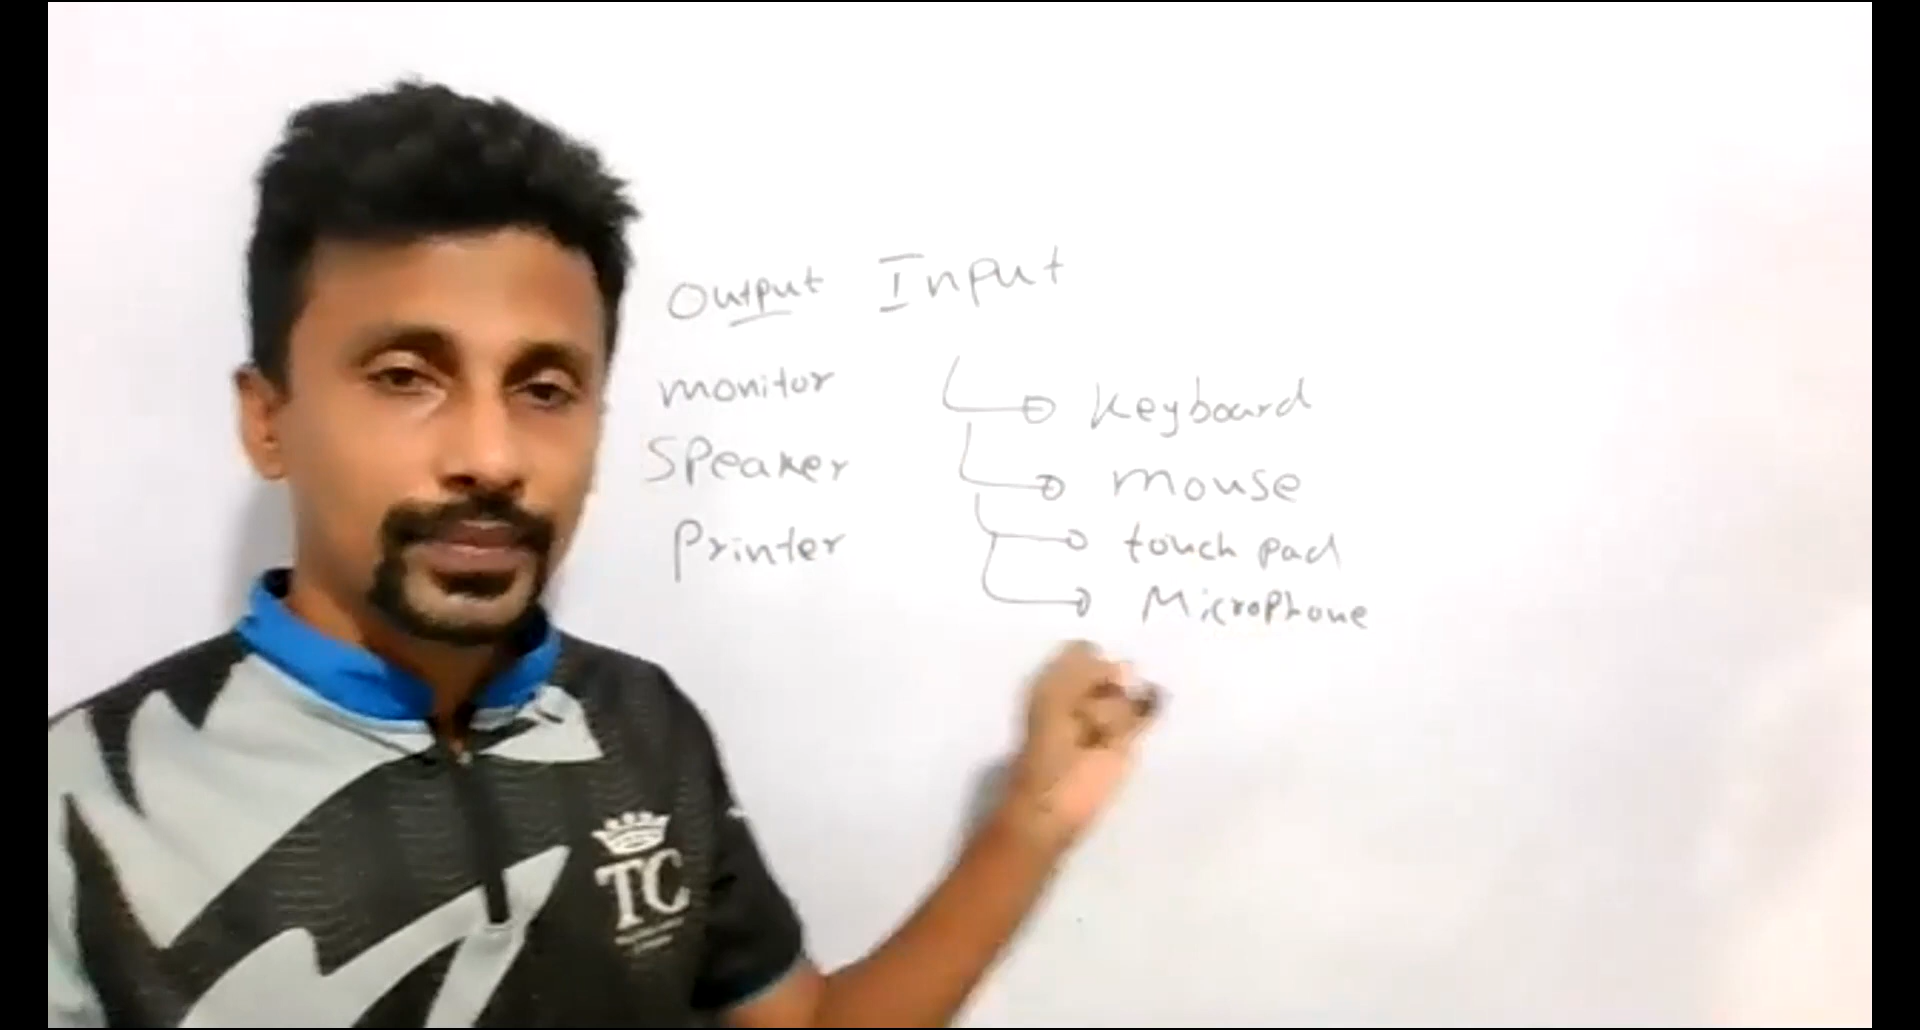 Output Input
monitor
Speaker
Printer
Keyboard
mouse
touch pad
Microphone
TC